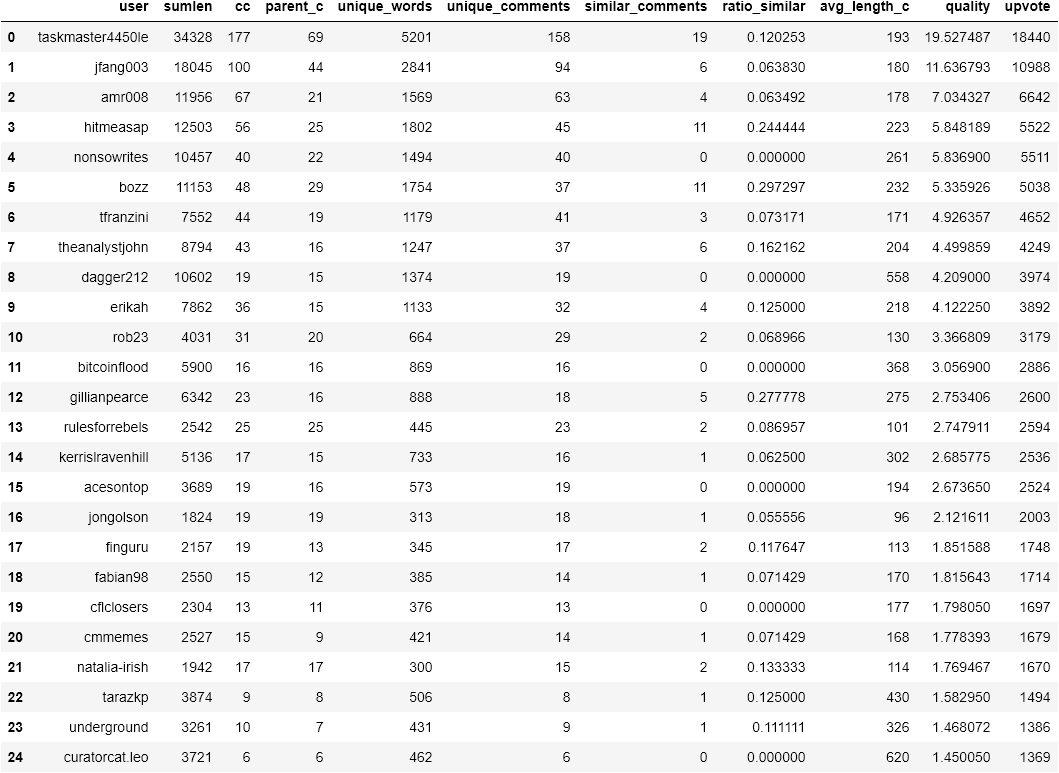 user sumlen cc parent_c unique_words unique_comments similar_comments ratio_similar avg_length_c quality upvote
0 taskmaster4450le 34328 177 69 5201 158 19 0.120253 193 19.527487 18440
1 jfang003 18045 100 44 2841 94 6 0.063830 180 11.636793 10988
2 amr008 11956 67 21 1569 63 4 0.063492 178 7.034327 6642
3 hitmeasap 12503 56 25 1802 45 11 0.244444 223 5.848189 5522
4 nonsowrites 10457 40 22 1494 40 0 0.000000 261 5.836900 5511
5 bozz 11153 48 29 1754 37 11 0.297297 232 5.335926 5038
6 tfranzini 7552 44 19 1179 41 3 0.073171 171 4.926357 4652
7 theanalystjohn 8794 43 16 1247 37 6 0.162162 204 4.499859 4249
8 dagger212 10602 19 15 1374 19 0 0.000000 558 4.209000 3974
9 erikah 7862 36 15 1133 32 4 0.125000 218 4.122250 3892
10 rob23 4031 31 20 664 29 2 0.068966 130 3.366809 3179
11 bitcoinflood 5900 16 16 869 16 0 0.000000 368 3.056900 2886
12 gillianpearce 6342 23 16 888 18 5 0.277778 275 2.753406 2600
13 rulesforrebels 2542 25 25 445 23 2 0.086957 101 2.747911 2594
14 kerrislravenhill 5136 17 15 733 16 1 0.062500 302 2.685775 2536
15 acesontop 3689 19 16 573 19 0 0.000000 194 2.673650 2524
16 jongolson 1824 19 19 313 18 1 0.055556 96 2.121611 2003
17 finguru 2157 19 13 345 17 2 0.117647 113 1.851588 1748
18 fabian98 2550 15 12 385 14 1 0.071429 170 1.815643 1714
19 cflclosers 2304 13 11 376 13 0 0.000000 177 1.798050 1697
20 cmmemes 2527 15 9 421 14 1 0.071429 168 1.778393 1679
21 natalia-irish 1942 17 17 300 15 2 0.133333 114 1.769467 1670
22 tarazkp 3874 9 8 506 8 1 0.125000 430 1.582950 1494
23 underground 3261 10 7 431 9 1 0.111111 326 1.468072 1386
24 curatorcat.leo 3721 6 6 462 6 0 0.000000 620 1.450050 1369